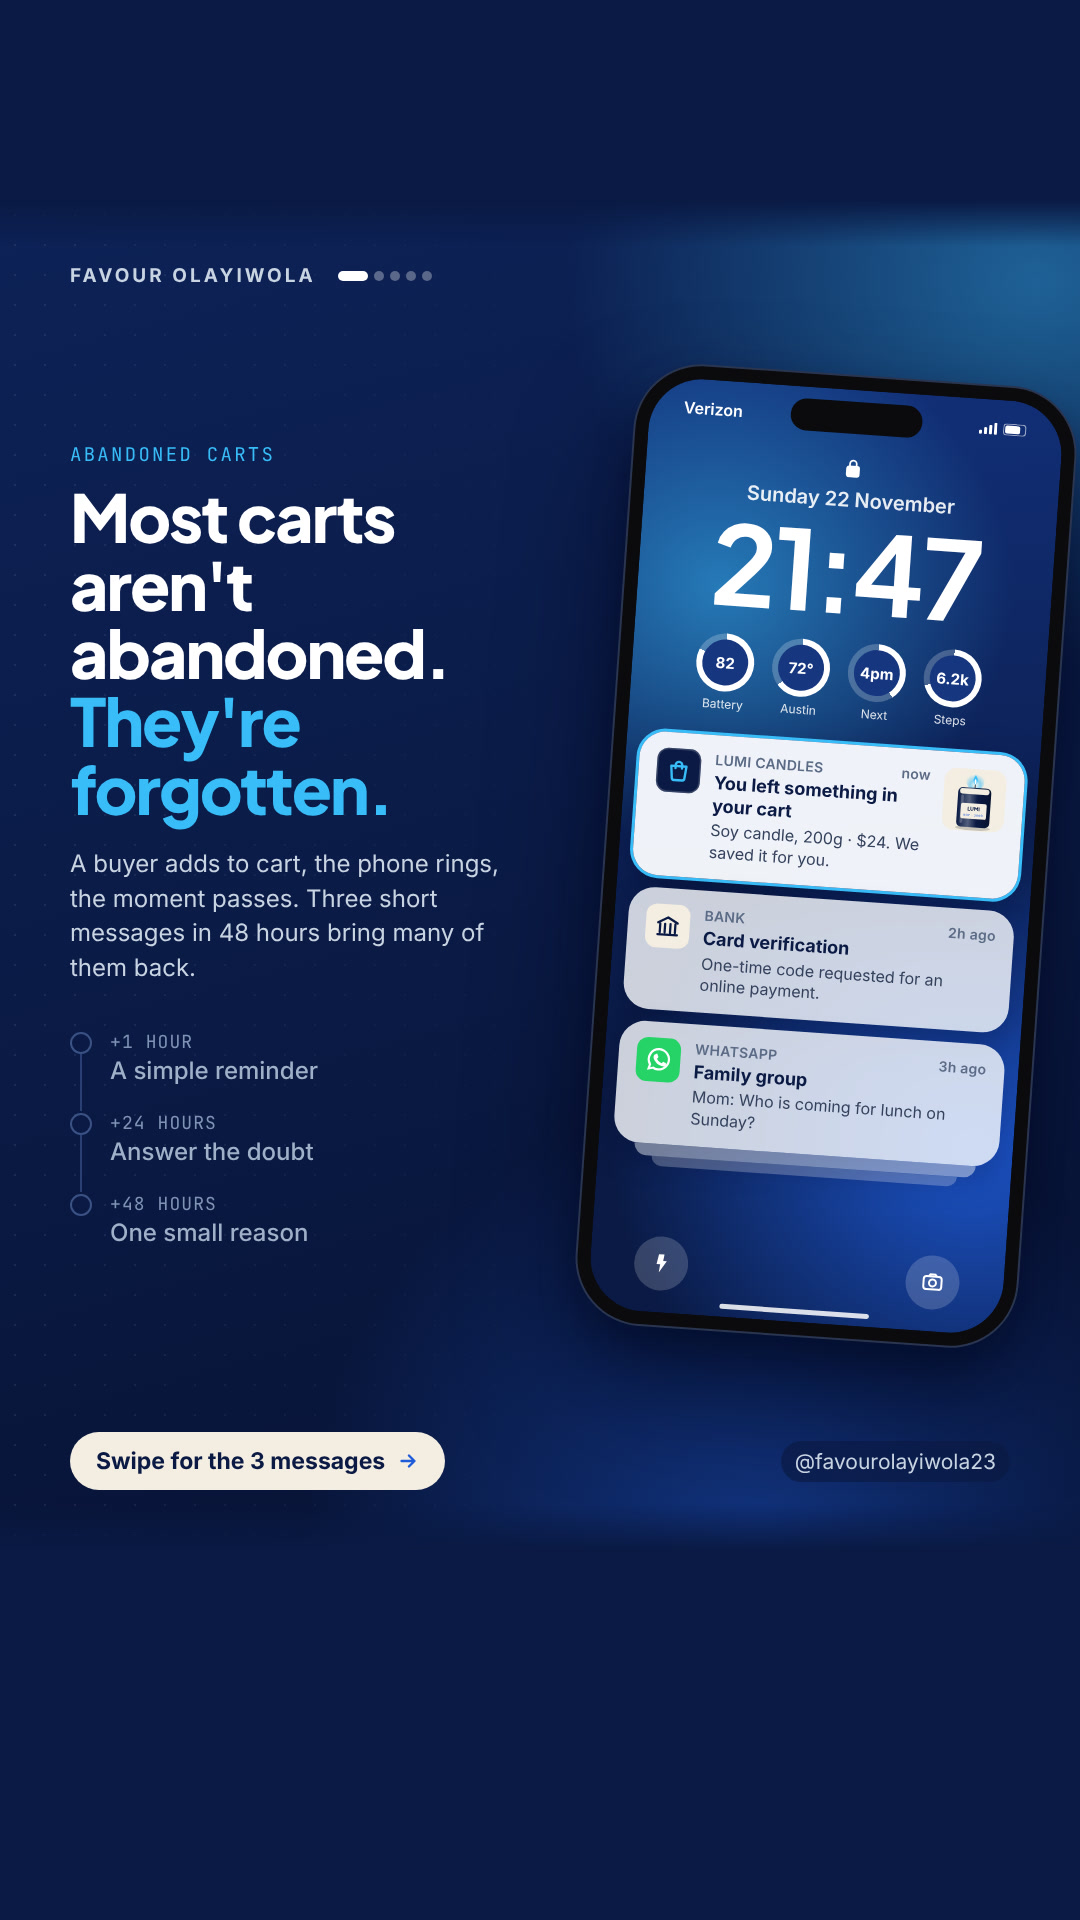 FAVOUR OLAYIWOLA
ABANDONED CARTS
Most carts
aren't
abandoned.
They're
forgotten.
A buyer adds to cart, the phone rings,
the moment passes. Three short
messages in 48 hours bring many of
them back.
+1 HOUR
A simple reminder
+24 HOURS
Answer the doubt
+48 HOURS
One small reason
Swipe for the 3 messages →
@favourolayiwola23
Verizon
Sunday 22 November
21:47
82
72°
4pm
6.2k
Battery
Austin
Next
Steps
LUMI CANDLES
now
You left something in
your cart
Soy candle, 200g · $24. We
saved it for you.
LUMI
BANK
2h ago
Card verification
One-time code requested for an
online payment.
WHATSAPP
3h ago
Family group
Mom: Who is coming for lunch on
Sunday?